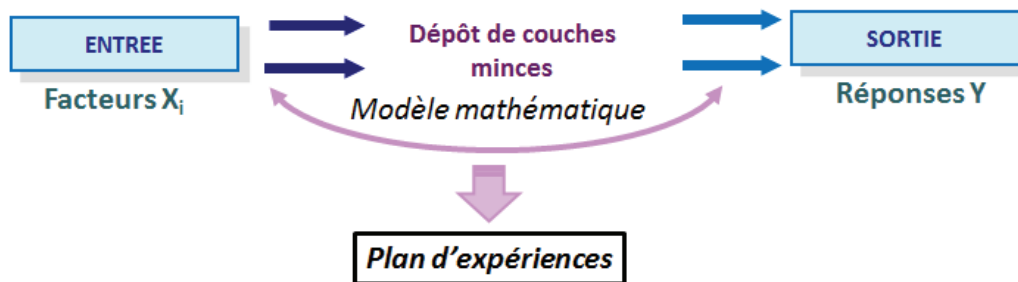 ENTREE
Facteurs Xi
Dépôt de couches
minces
Modèle mathématique
SORTIE
Réponses Y
Plan d'expériences